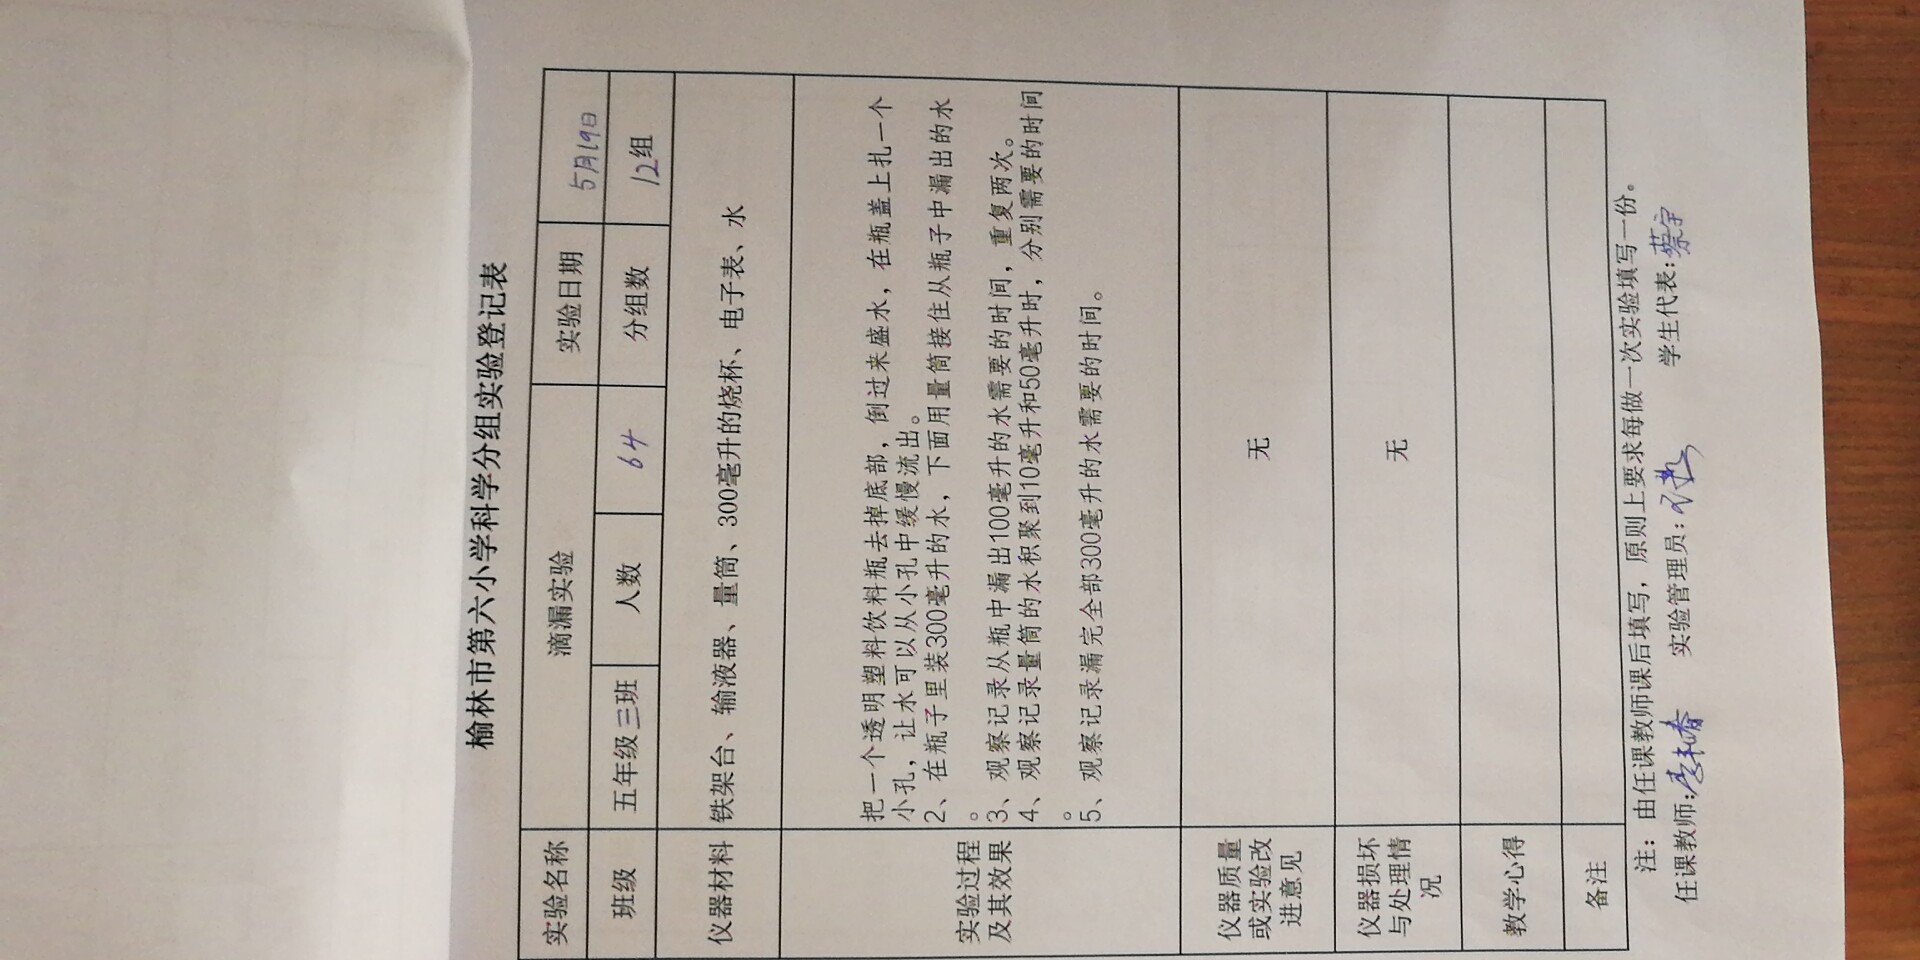 榆林市第六小学科学分组实验登记表
实验名称 滴漏实验 实验日期 5月19日
班级 五年级三班 人数 64 分组数 12组
仪器材料 铁架台、输液器、量筒、300毫升的烧杯、电子表、水
实验过程
及其效果
把一个透明塑料饮料瓶去掉底部，倒过来盛水，在瓶盖上扎一个
小孔，让水可以从小孔中缓慢流出。
2、在瓶子里装300毫升的水，下面用量筒接住从瓶子中漏出的水
。
3、观察记录从瓶中漏出100毫升的水需要的时间，重复两次。
4、观察记录量筒的水积聚到10毫升和50毫升时，分别需要的时间
。
5、观察记录漏完全部300毫升的水需要的时间。
仪器质量
或实验改
进意见
无
仪器损坏
与处理情
况
无
教学心得
备注
注：由任课教师课后填写，原则上要求每做一次实验填写一份。
任课教师： 实验管理员： 学生代表：蔡宇